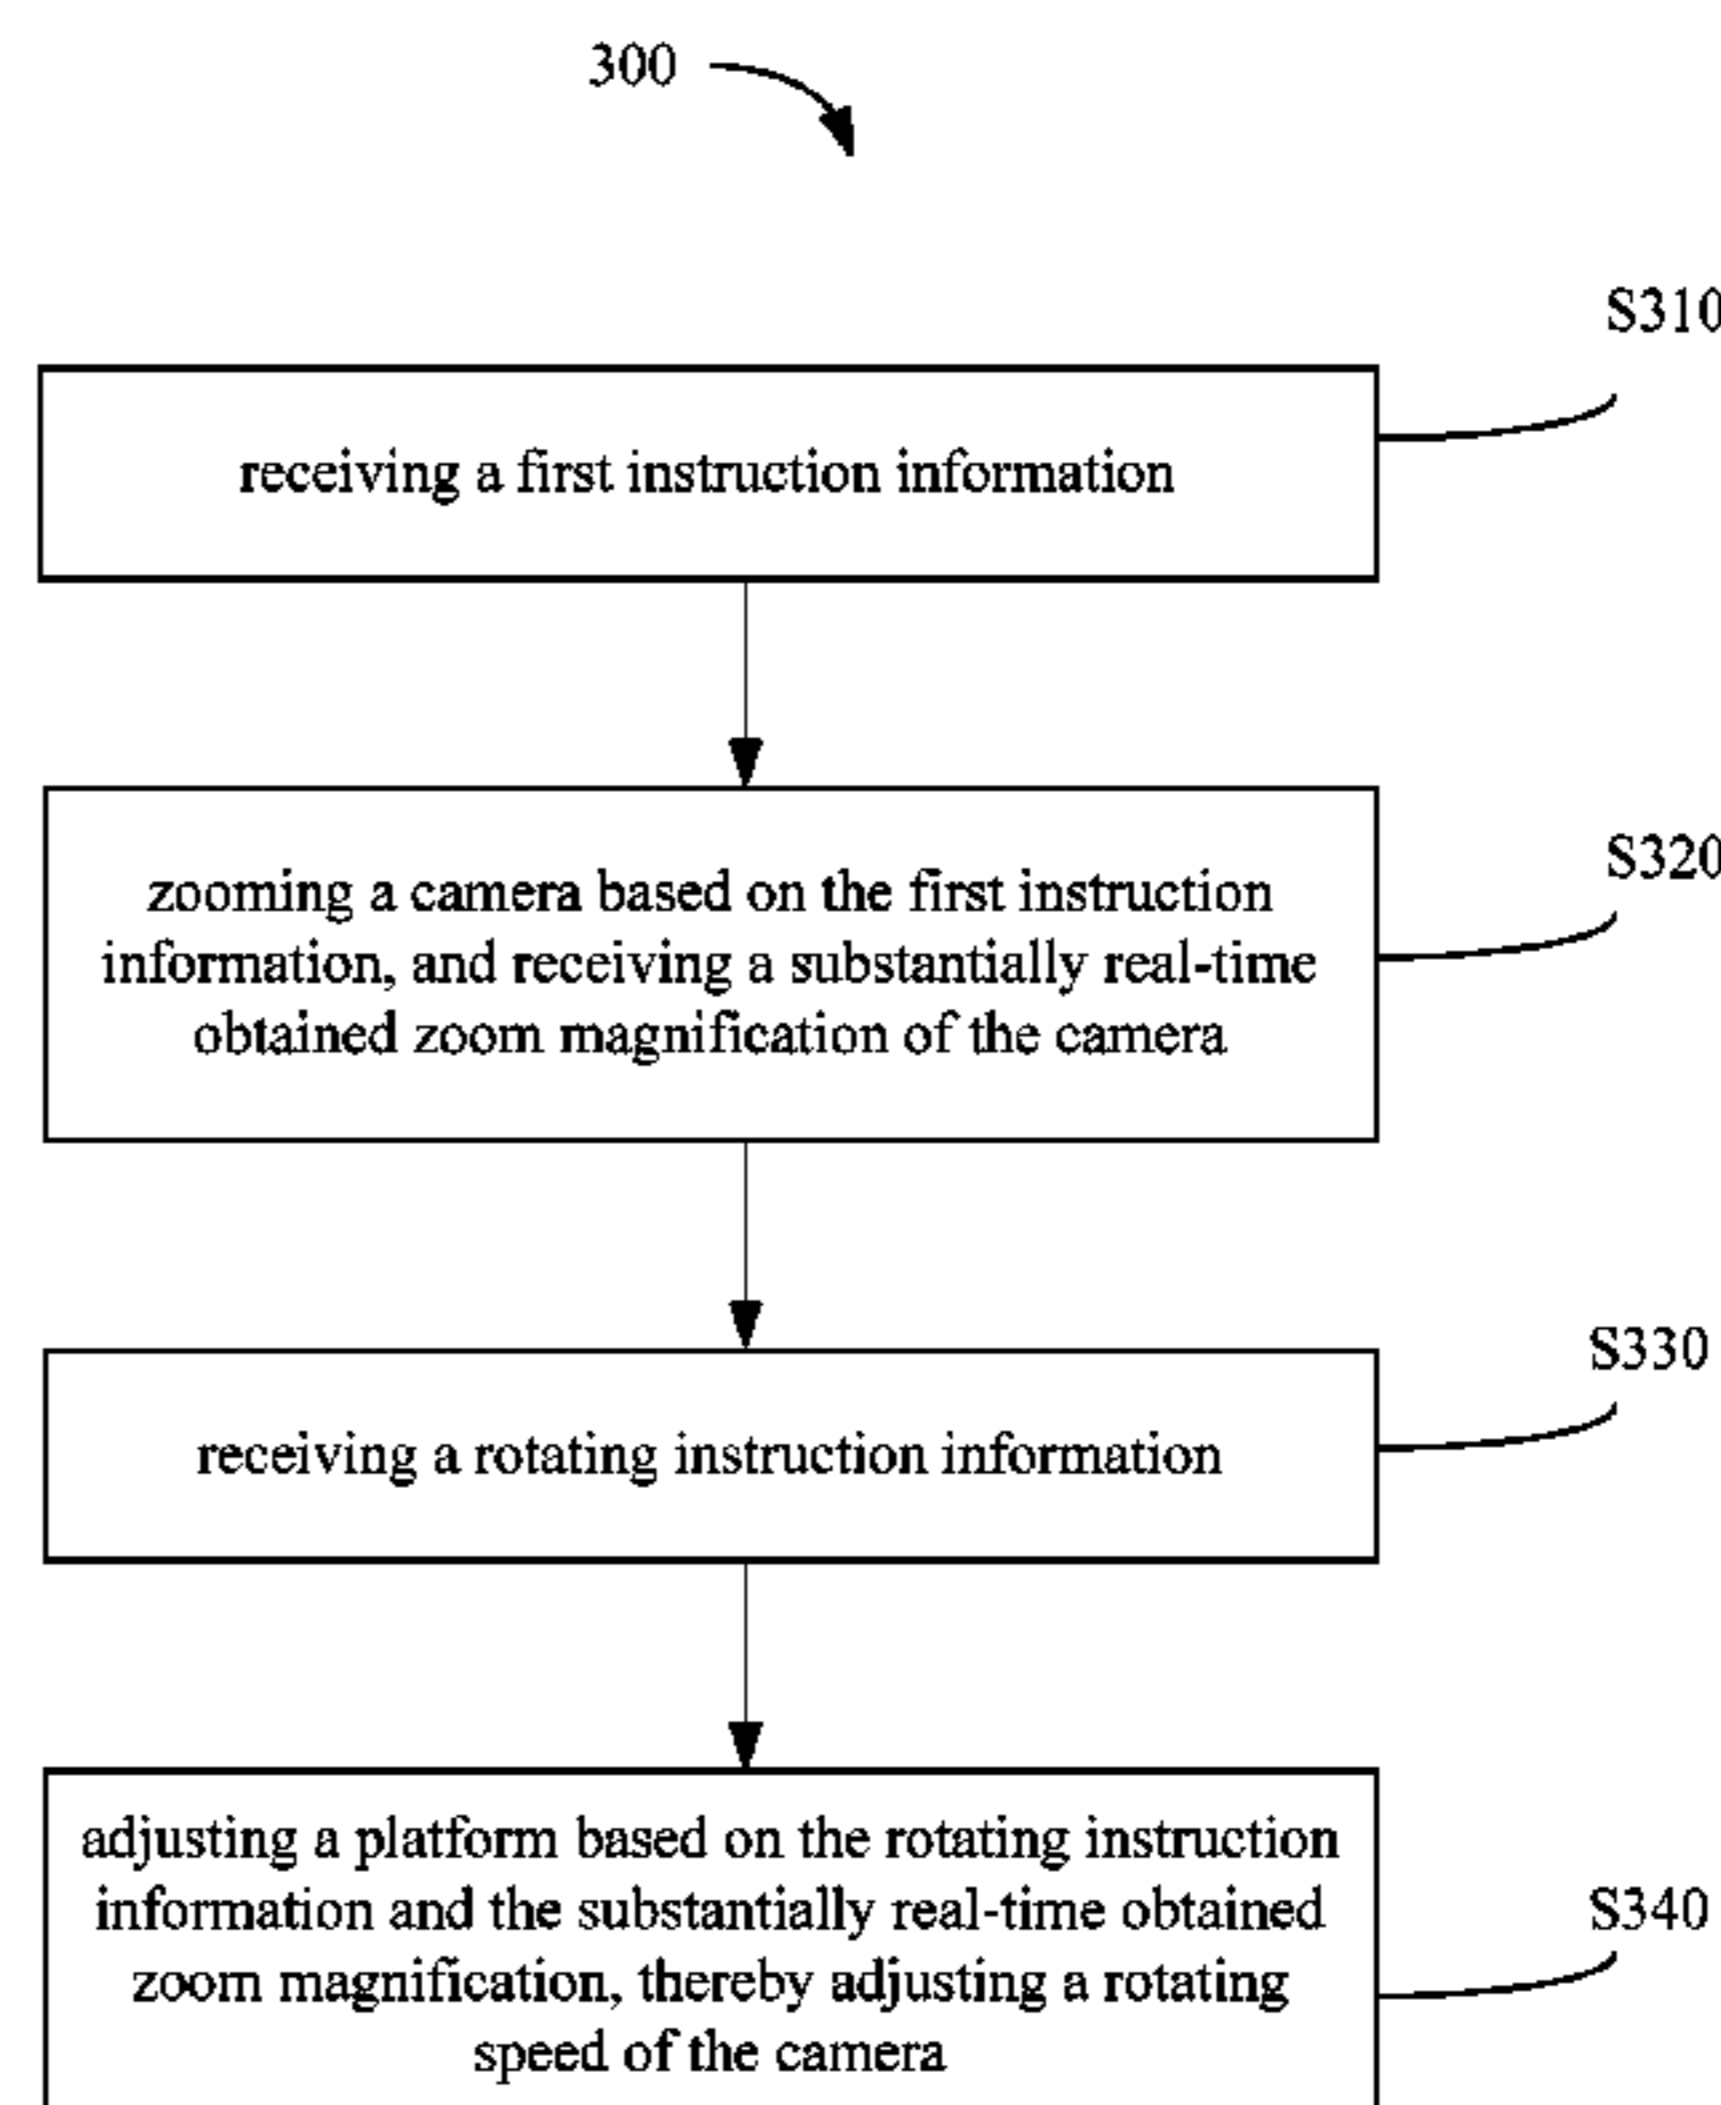 300
S310
receiving a first instruction information
S320
zooming a camera based on the first instruction
information, and receiving a substantially real-time
obtained zoom magnification of the camera
S330
receiving a rotating instruction information
adjusting a platform based on the rotating instruction
information and the substantially real-time obtained
S340
zoom magnification, thereby adjusting a rotating
speed of the camera